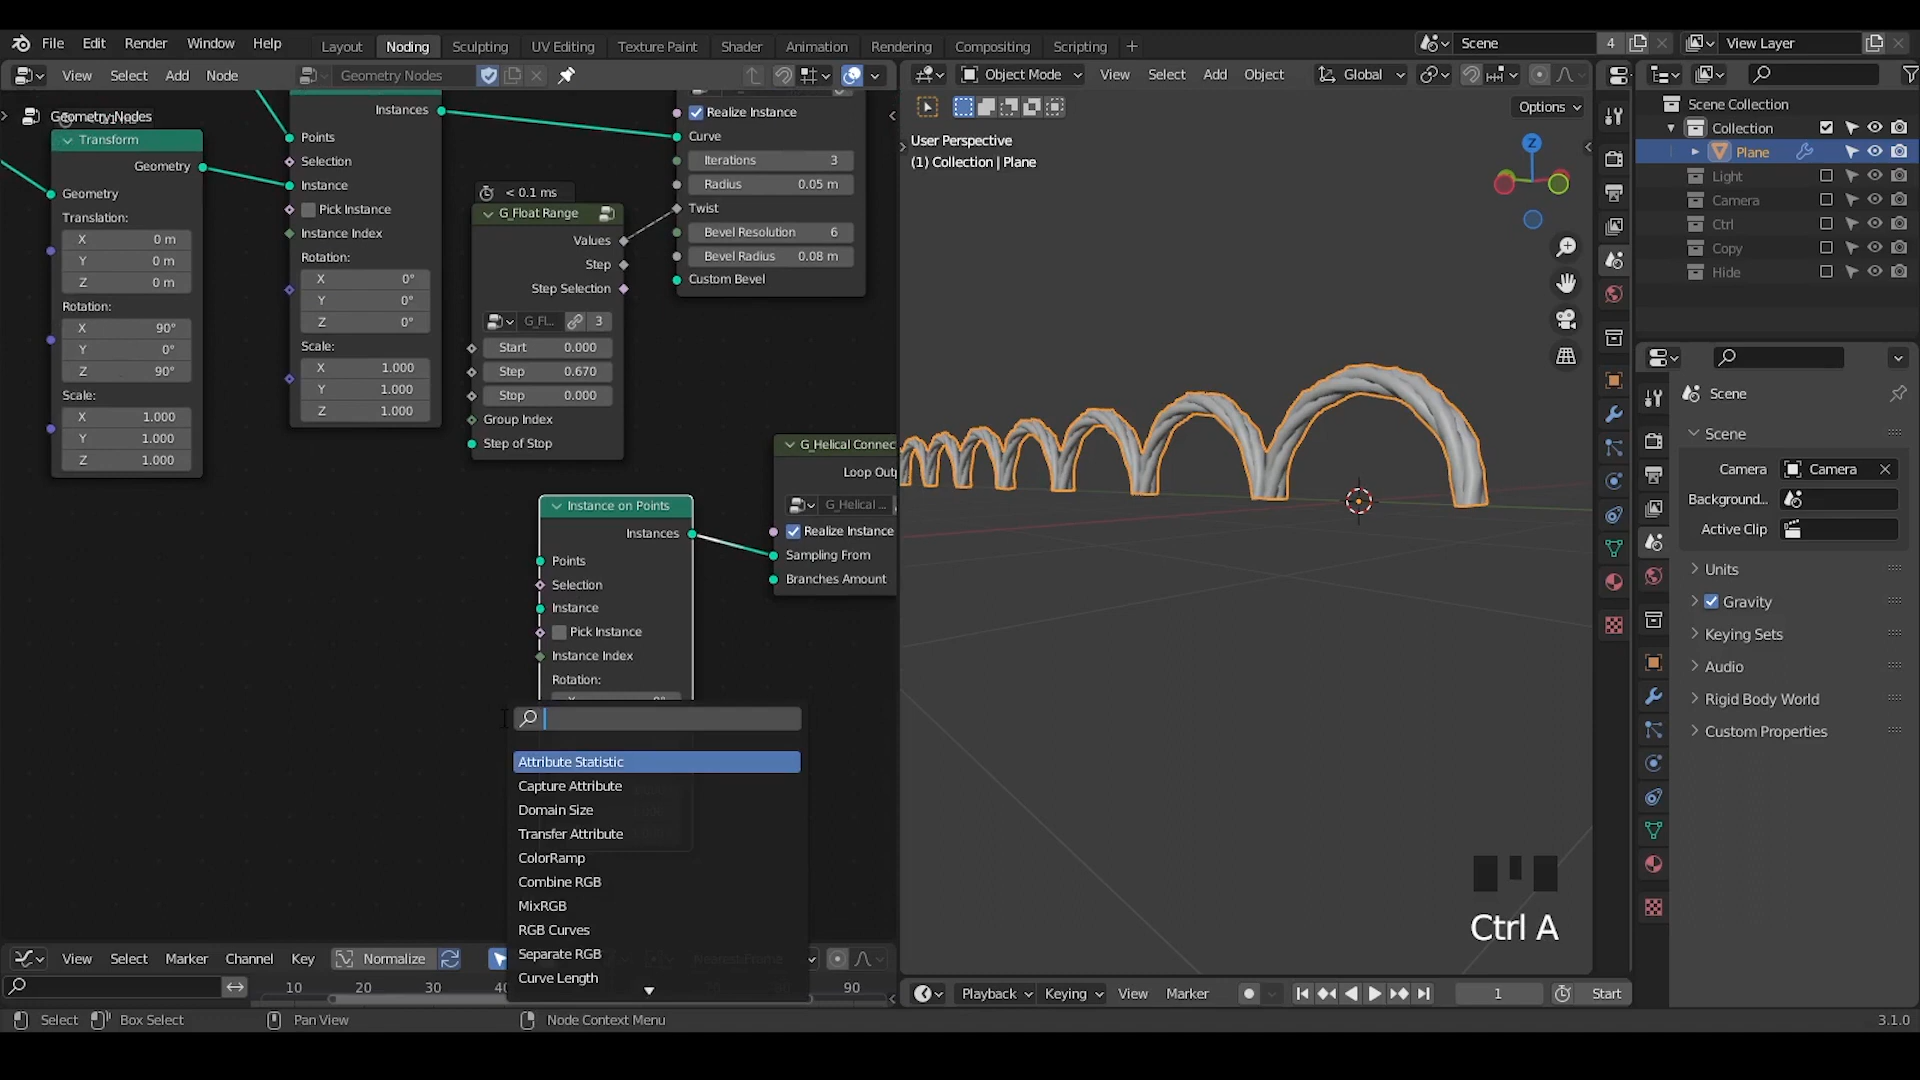 File Edit Render Window Help
Layout Noding Sculpting UV Editing Texture Paint Shader Animation Rendering Compositing Scripting +
Scene 4 View Layer
View Select Add Node Geometry Nodes
Object Mode View Select Add Object Global
Options
Geometry Nodes
Transform
Geometry
Geometry
Translation:
X 0 m
Y 0 m
Z 0 m
Rotation:
X 90°
Y 0°
Z 90°
Scale:
X 1.000
Y 1.000
Z 1.000
Instances
Points
Selection
Instance
Pick Instance
Instance Index
Rotation:
X 0°
Y 0°
Z 0°
Scale:
X 1.000
Y 1.000
Z 1.000
< 0.1 ms
G_Float Range
Values
Step
Step Selection
G_Fl... 3
Start 0.000
Step 0.670
Stop 0.000
Group Index
Step of Stop
Realize Instance
Curve
Iterations 3
Radius 0.05 m
Twist
Bevel Resolution 6
Bevel Radius 0.08 m
Custom Bevel
G_Helical Connec
Loop Out
G_Helical ...
Realize Instance
Sampling From
Branches Amount
Instance on Points
Instances
Points
Selection
Instance
Pick Instance
Instance Index
Rotation:
Attribute Statistic
Capture Attribute
Domain Size
Transfer Attribute
ColorRamp
Combine RGB
MixRGB
RGB Curves
Separate RGB
Curve Length
User Perspective
(1) Collection | Plane
Z
Ctrl A
Scene Collection
Collection
Plane
Light
Camera
Ctrl
Copy
Hide
Scene
Scene
Camera Camera
Background...
Active Clip
Units
Gravity
Keying Sets
Audio
Rigid Body World
Custom Properties
View Select Marker Channel Key Normalize
10 20 30 40 90
Playback Keying View Marker 1 Start
Select Box Select Pan View Node Context Menu 3.1.0